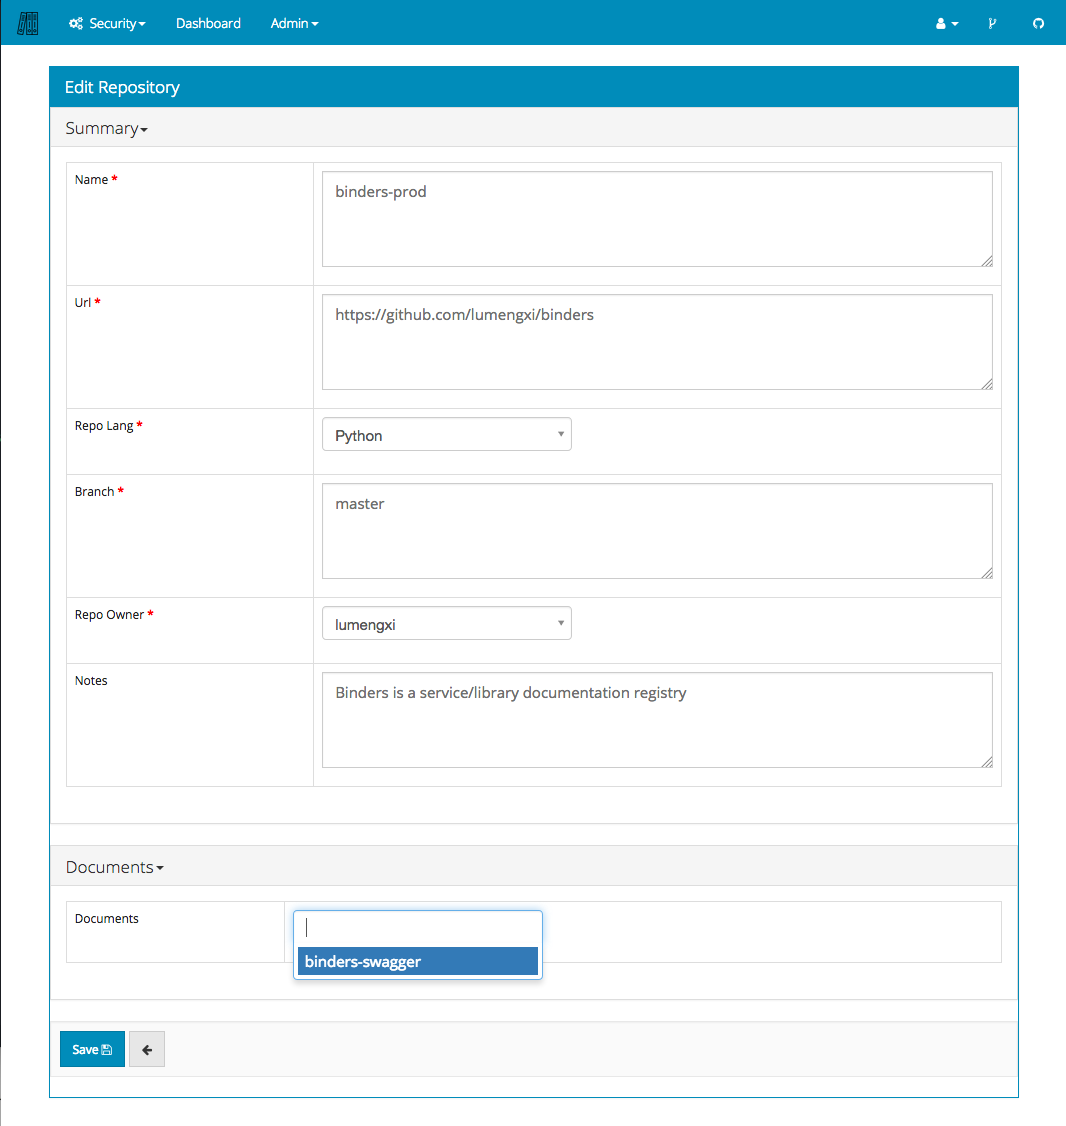 Security Dashboard Admin
Edit Repository
Summary
Name *
binders-prod
Url *
https://github.com/lumengxi/binders
Repo Lang *
Python
Branch *
master
Repo Owner *
lumengxi
Notes
Binders is a service/library documentation registry
Documents
Documents
binders-swagger
Save